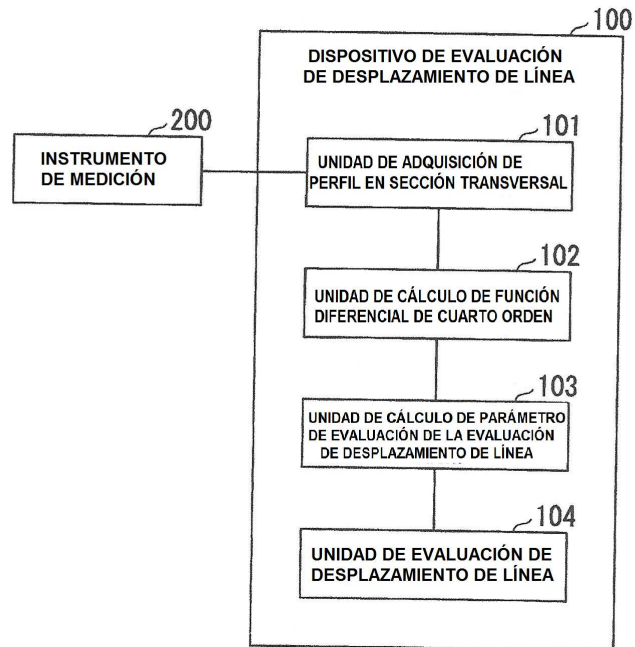 100
DISPOSITIVO DE EVALUACIÓN
DE DESPLAZAMIENTO DE LÍNEA
200
INSTRUMENTO
DE MEDICIÓN
101
UNIDAD DE ADQUISICIÓN DE
PERFIL EN SECCIÓN TRANSVERSAL
102
UNIDAD DE CÁLCULO DE FUNCIÓN
DIFERENCIAL DE CUARTO ORDEN
103
UNIDAD DE CÁLCULO DE PARÁMETRO
DE EVALUACIÓN DE LA EVALUACIÓN
DE DESPLAZAMIENTO DE LÍNEA
104
UNIDAD DE EVALUACIÓN DE
DESPLAZAMIENTO DE LÍNEA